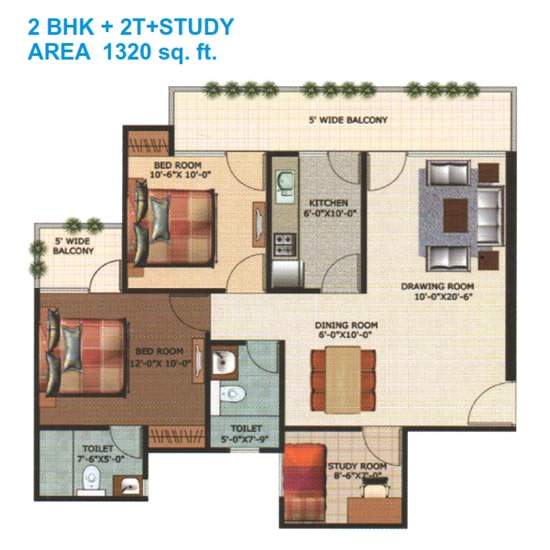 2 BHK + 2T+STUDY
AREA 1320 sq. ft.
5' WIDE BALCONY
BED ROOM
10'-6"X 10'-0"
KITCHEN
6'-0"X10'-0"
5' WIDE
BALCONY
DRAWING ROOM
10'-0"X20'-6"
DINING ROOM
6'-0"X10'-0"
BED ROOM
12'-0"X 10'-0"
TOILET
5'-0"X7'-9"
TOILET
7'-6"X5'-0"
STUDY ROOM
8'-6"X7'-0"